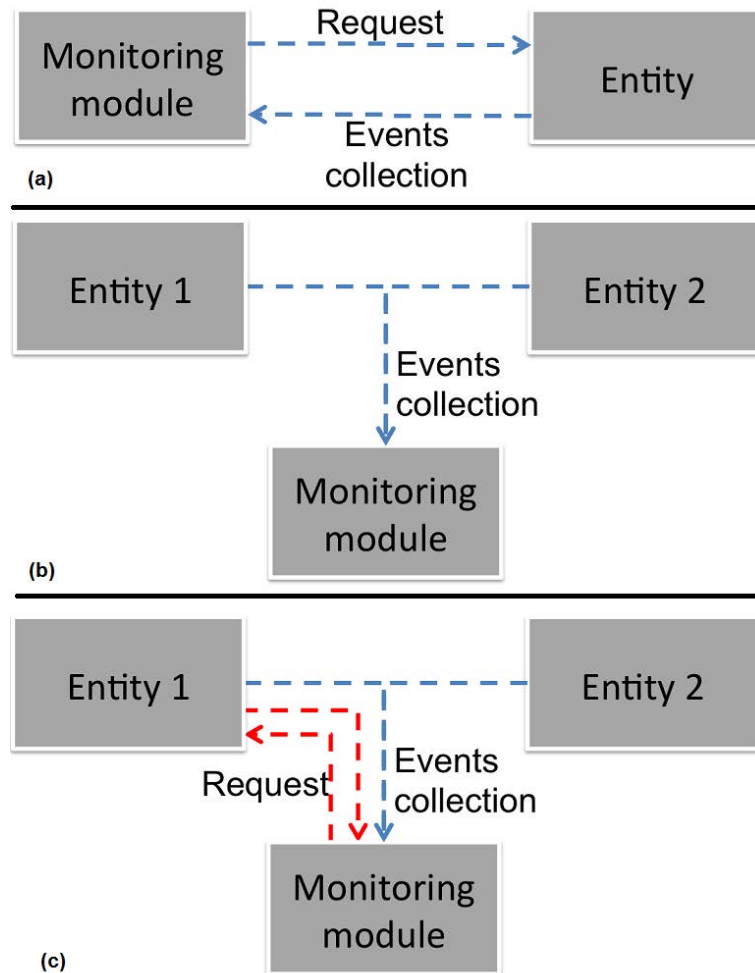 Request
Monitoring
module
Entity
Events
collection
(a)
Entity 1
Entity 2
Events
collection
Monitoring
module
(b)
Entity 1
Entity 2
Request
Events
collection
Monitoring
module
(c)